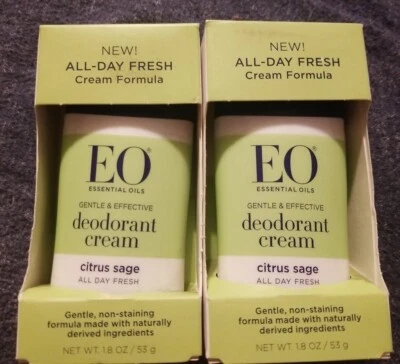 NEW!
ALL-DAY FRESH
Cream Formula
EO®
ESSENTIAL OILS
GENTLE & EFFECTIVE
deodorant
cream
citrus sage
ALL DAY FRESH
Gentle, non-staining
formula made with naturally
derived ingredients
NET WT. 1.8 OZ / 53 g
NEW!
ALL-DAY FRESH
Cream Formula
EO®
ESSENTIAL OILS
GENTLE & EFFECTIVE
deodorant
cream
citrus sage
ALL DAY FRESH
Gentle, non-staining
formula made with naturally
derived ingredients
NET WT. 1.8 OZ / 53 g